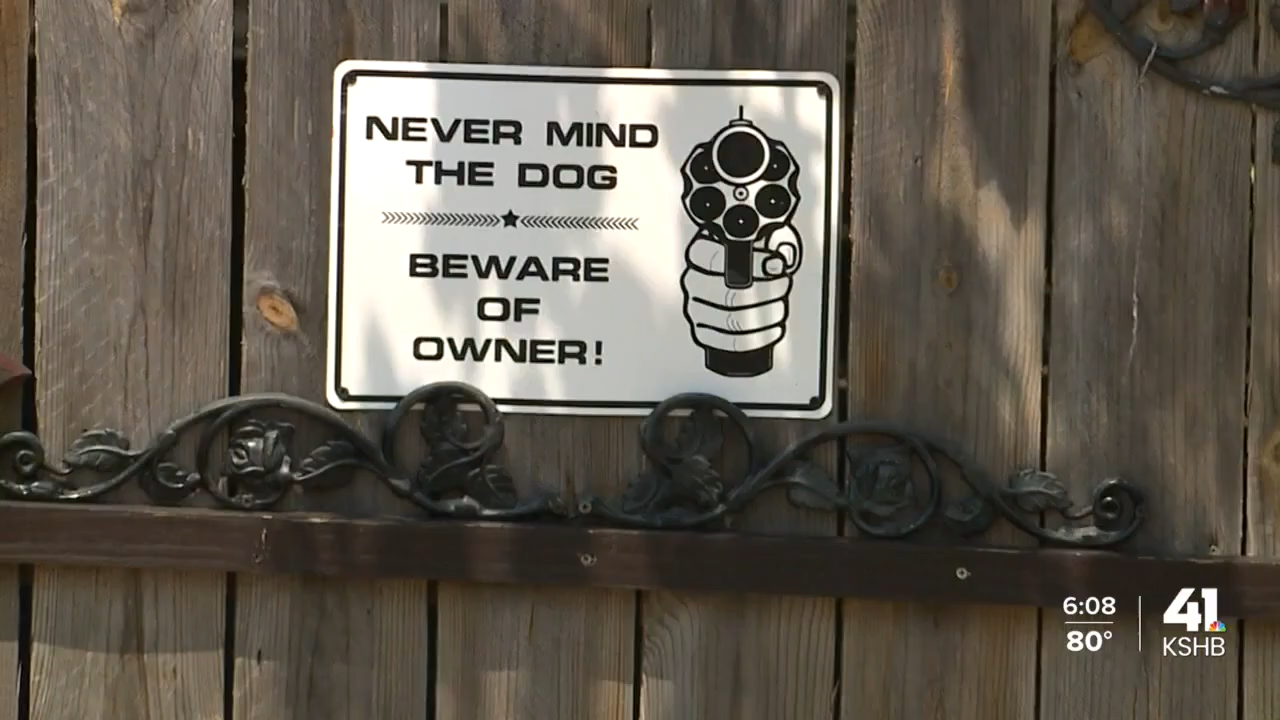 NEVER MIND
THE DOG
BEWARE
OF
OWNER!
6:08
80°
41
KSHB